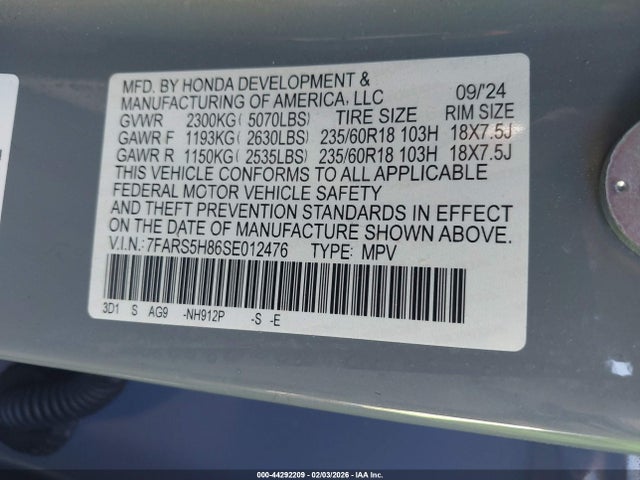 MFD. BY HONDA DEVELOPMENT & 09/'24
MANUFACTURING OF AMERICA, LLC
GVWR 2300KG( 5070LBS) TIRE SIZE RIM SIZE
GAWR F 1193KG( 2630LBS) 235/60R18 103H 18X7.5J
GAWR R 1150KG( 2535LBS) 235/60R18 103H 18X7.5J
THIS VEHICLE CONFORMS TO ALL APPLICABLE
FEDERAL MOTOR VEHICLE SAFETY
AND THEFT PREVENTION STANDARDS IN EFFECT
ON THE DATE OF MANUFACTURE SHOWN ABOVE.
V.I.N.: 7FARS5H86SE012476 TYPE: MPV
3D1 S AG9 -NH912P -S -E
000-44292209 - 02/03/2026 - IAA Inc.